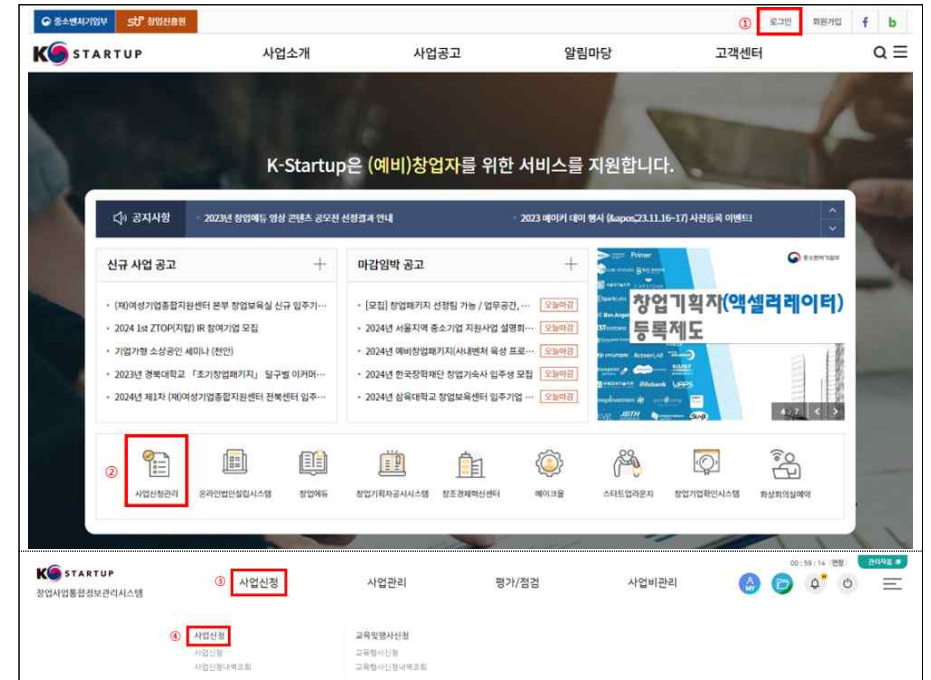 중소벤처기업부 창업진흥원 ① 로그인 회원가입 f b
K STARTUP 사업소개 사업공고 알림마당 고객센터
K-Startup은 (예비)창업자를 위한 서비스를 지원합니다.
공지사항 · 2023년 창업에듀 영상 콘텐츠 공모전 선정결과 안내 · 2023 메이커 데이 행사 (&apos;23.11.16~17) 사전등록 이벤트!
신규 사업 공고 +
· (재)여성기업종합지원센터 본부 창업보육실 신규 입주기…
· 2024 1st ZTOP(지탑) IR 참여기업 모집
· 기업가형 소상공인 세미나 (천안)
· 2023년 경북대학교 「초기창업패키지」 달구벌 이커머…
· 2024년 제1차 (재)여성기업종합지원센터 전북센터 입주…
마감임박 공고 +
· [모집] 창업패키지 선정팀 가능 / 업무공간, … 오늘마감
· 2024년 서울지역 중소기업 지원사업 설명회… 오늘마감
· 2024년 예비창업패키지(사내벤처 육성 프로… 오늘마감
· 2024년 한국장학재단 창업기숙사 입주생 모집 오늘마감
· 2024년 삼육대학교 창업보육센터 입주기업 … 오늘마감
중소벤처기업부
Primer
창업기획자(액셀러레이터)
등록제도
4 / 7 < >
② 사업신청관리 온라인법인설립시스템 창업에듀 창업기획자공시시스템 창조경제혁신센터 메이크올 스타트업라운지 창업기업확인시스템 화상회의실예약
00 : 59 : 14 연장
K STARTUP
창업사업통합정보관리시스템
③ 사업신청 사업관리 평가/점검 사업비관리 MY
④ 사업신청 교육및행사신청
사업신청 교육행사신청
사업신청내역조회 교육행사신청내역조회